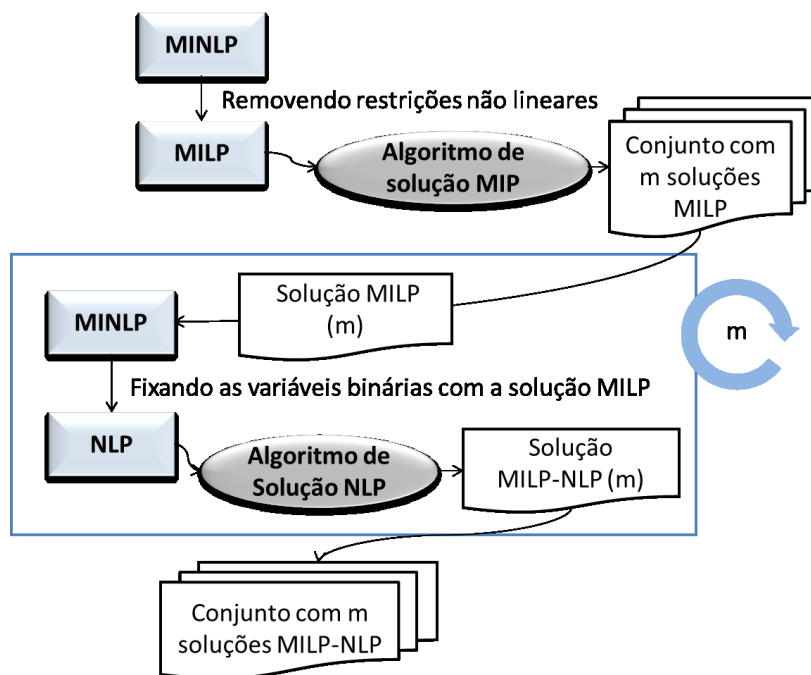 MINLP
Removendo restrições não lineares
MILP
Algoritmo de
solução MIP
Conjunto com
m soluções
MILP
Solução MILP
(m)
MINLP
m
Fixando as variáveis binárias com a solução MILP
NLP
Algoritmo de
Solução NLP
Solução
MILP-NLP (m)
Conjunto com m
soluções MILP-NLP